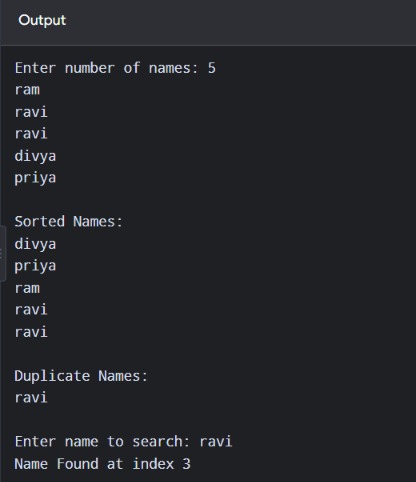 Output
Enter number of names: 5
ram
ravi
ravi
divya
priya
Sorted Names:
divya
priya
ram
ravi
ravi
Duplicate Names:
ravi
Enter name to search: ravi
Name Found at index 3